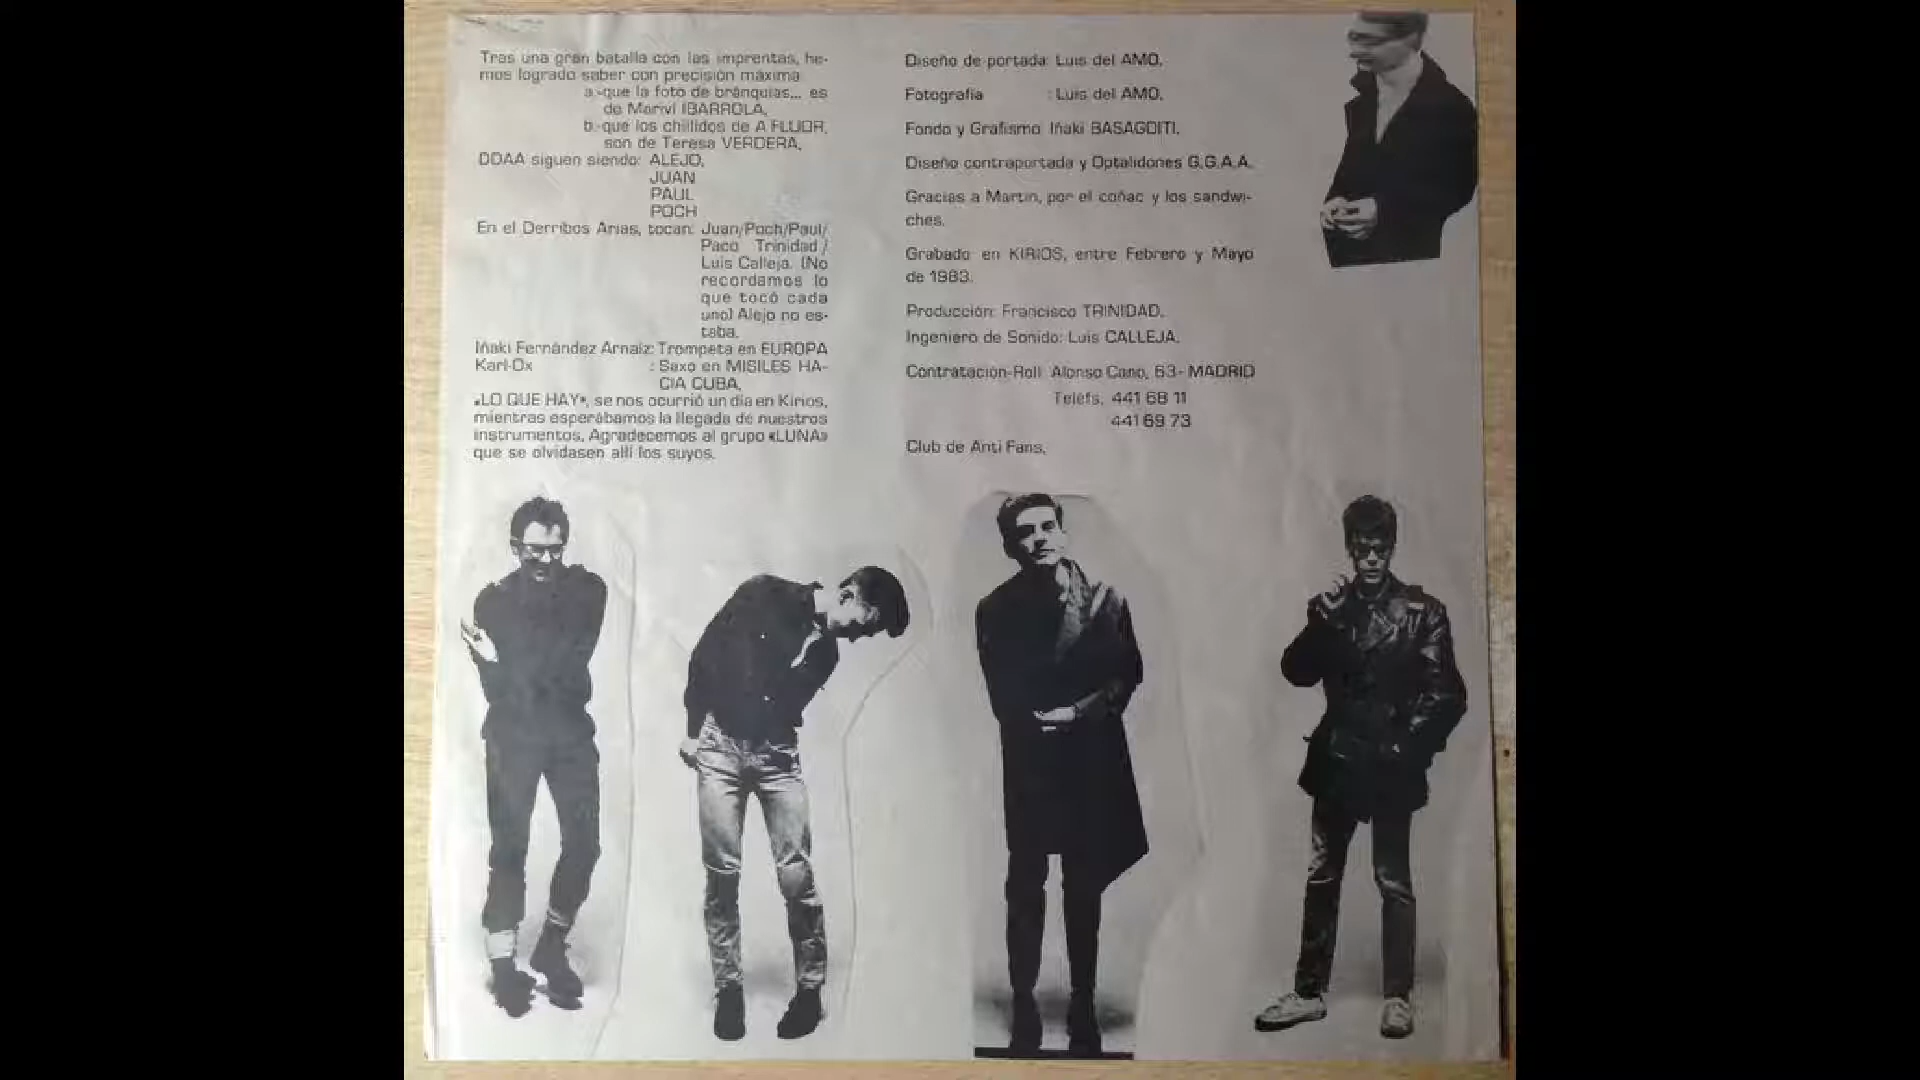 Tras una gran batalla con las imprentas, he-
mos logrado saber con precisión máxima
a.-que la foto de brânquias... es
de Mariví IBARROLA,
b.-que los chillidos de A FLUOR,
son de Teresa VERDERA,
DDAA siguen siendo: ALEJO,
JUAN
PAUL
POCH
En el Derribos Arias, tocan: Juan/Poch/Paul/
Paco Trinidad/
Luis Calleja. (No
recordamos lo
que tocó cada
uno) Alejo no es-
taba.
Iñaki Fernández Arnaiz: Trompeta en EUROPA
Karl-Ox : Saxo en MISILES HA-
CIA CUBA,
«LO QUE HAY», se nos ocurrió un día en Kirios,
mientras esperábamos la llegada de nuestros
instrumentos. Agradecemos al grupo «LUNA»
que se olvidasen allí los suyos.
Diseño de portada: Luis del AMO,
Fotografía : Luis del AMO,
Fondo y Grafismo: Iñaki BASAGOITI,
Diseño contraportada y Optalidones G.G.A.A.
Gracias a Martín, por el coñac y los sandwi-
ches.
Grabado en KIRIOS, entre Febrero y Mayo
de 1983.
Producción: Francisco TRINIDAD,
Ingeniero de Sonido: Luis CALLEJA,
Contratación-Roll Alonso Cano, 63- MADRID
Teléfs. 441 68 11
441 69 73
Club de Anti Fans,